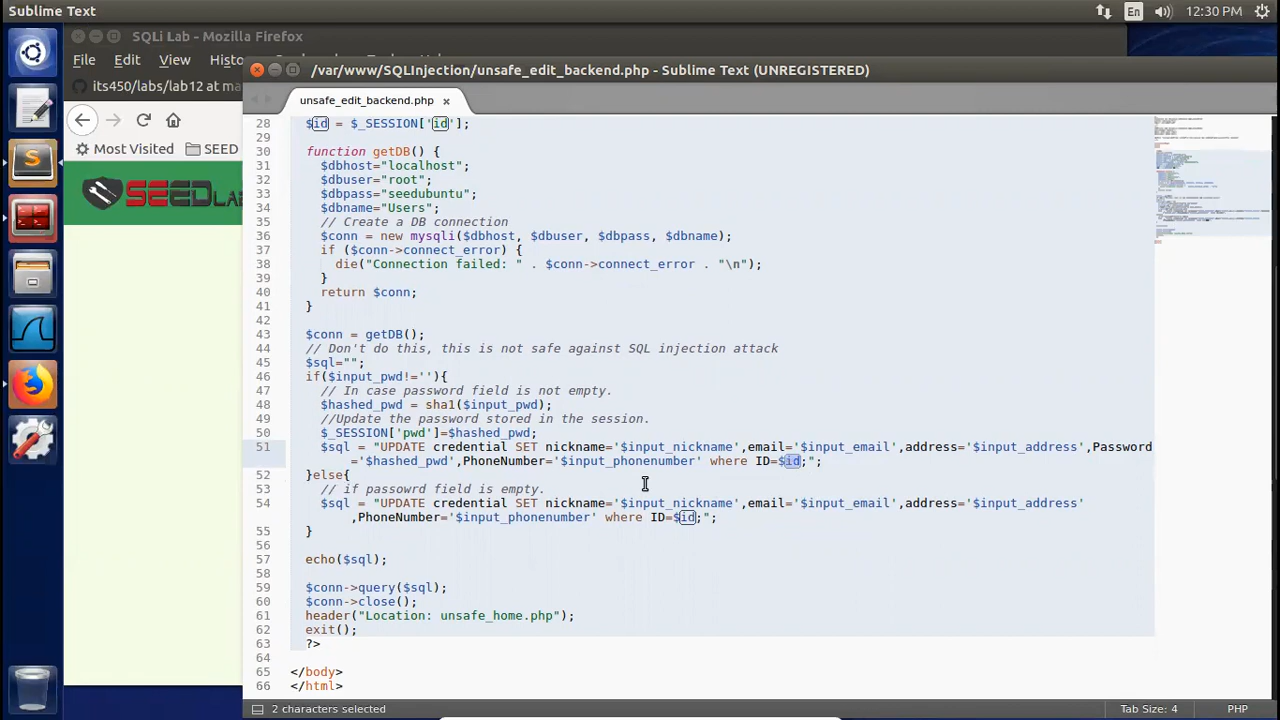 Sublime Text
En
12:30 PM
SQLi Lab - Mozilla Firefox
File Edit View Histo
its450/labs/lab12 at ma
Most Visited SEED
SEEDLAB
/var/www/SQLInjection/unsafe_edit_backend.php - Sublime Text (UNREGISTERED)
unsafe_edit_backend.php ×
28 $id = $_SESSION['id'];
29
30 function getDB() {
31 $dbhost="localhost";
32 $dbuser="root";
33 $dbpass="seedubuntu";
34 $dbname="Users";
35 // Create a DB connection
36 $conn = new mysqli($dbhost, $dbuser, $dbpass, $dbname);
37 if ($conn->connect_error) {
38 die("Connection failed: " . $conn->connect_error . "\n");
39 }
40 return $conn;
41 }
42
43 $conn = getDB();
44 // Don't do this, this is not safe against SQL injection attack
45 $sql="";
46 if($input_pwd!=''){
47 // In case password field is not empty.
48 $hashed_pwd = sha1($input_pwd);
49 //Update the password stored in the session.
50 $_SESSION['pwd']=$hashed_pwd;
51 $sql = "UPDATE credential SET nickname='$input_nickname',email='$input_email',address='$input_address',Password
='$hashed_pwd',PhoneNumber='$input_phonenumber' where ID=$id;";
52 }else{
53 // if passowrd field is empty.
54 $sql = "UPDATE credential SET nickname='$input_nickname',email='$input_email',address='$input_address'
,PhoneNumber='$input_phonenumber' where ID=$id;";
55 }
56
57 echo($sql);
58
59 $conn->query($sql);
60 $conn->close();
61 header("Location: unsafe_home.php");
62 exit();
63 ?>
64
65 </body>
66 </html>
2 characters selected
Tab Size: 4
PHP